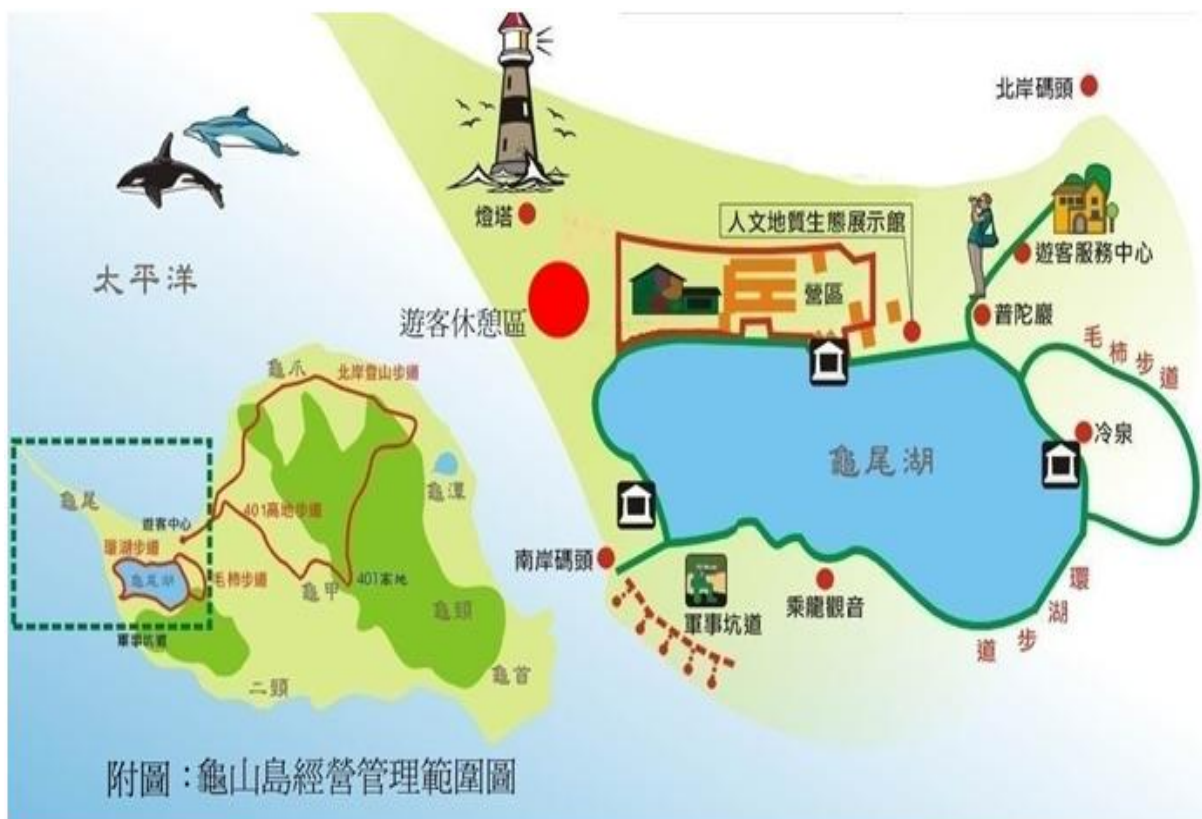 北岸碼頭
燈塔
人文地質生態展示館
遊客服務中心
太平洋
營區
遊客休憩區
普陀巖
毛柿步道
龜爪
北岸登山步道
冷泉
龜尾湖
龜潭
龜尾
遊客中心
401高地步道
環湖步道
南岸碼頭
龜尾湖
毛柿步道
龜甲
401高地
乘龍觀音
環湖步道
龜頸
軍事坑道
軍事坑道
龜首
二頸
附圖：龜山島經營管理範圍圖